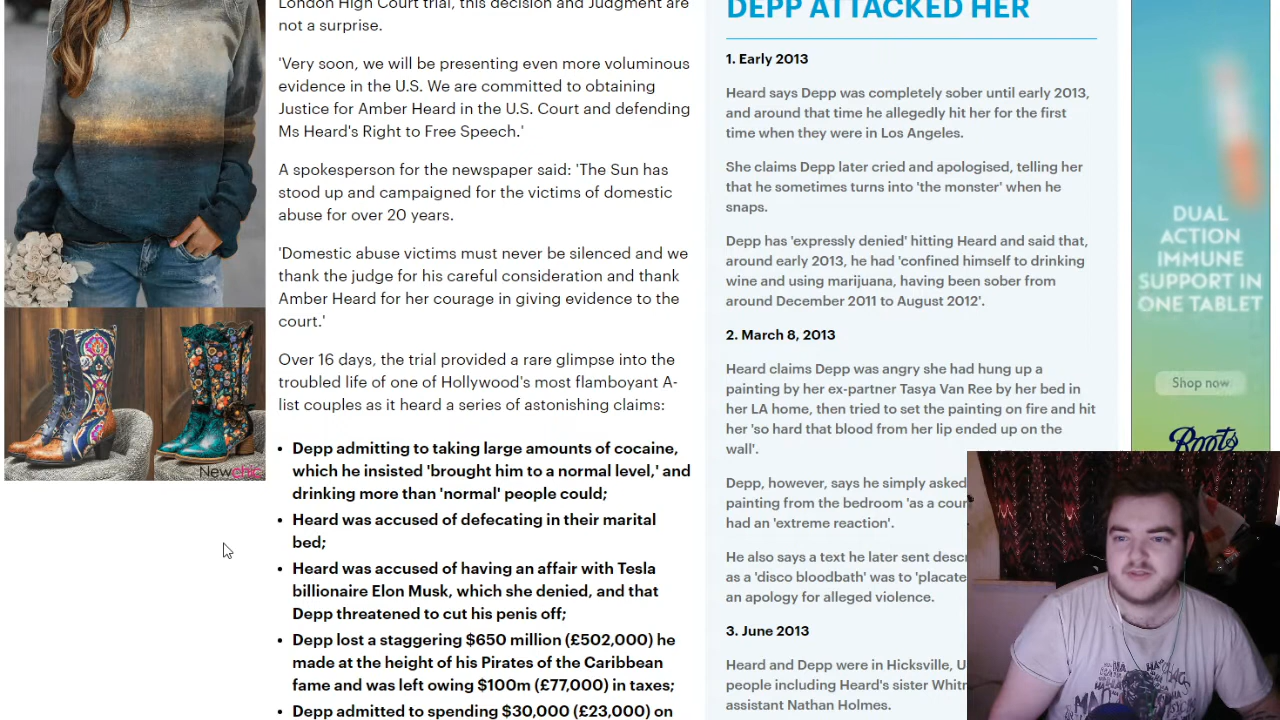 London High Court trial, this decision and Judgment are
not a surprise.
'Very soon, we will be presenting even more voluminous
evidence in the U.S. We are committed to obtaining
Justice for Amber Heard in the U.S. Court and defending
Ms Heard's Right to Free Speech.'
A spokesperson for the newspaper said: 'The Sun has
stood up and campaigned for the victims of domestic
abuse for over 20 years.
'Domestic abuse victims must never be silenced and we
thank the judge for his careful consideration and thank
Amber Heard for her courage in giving evidence to the
court.'
Over 16 days, the trial provided a rare glimpse into the
troubled life of one of Hollywood's most flamboyant A-
list couples as it heard a series of astonishing claims:
• Depp admitting to taking large amounts of cocaine,
which he insisted 'brought him to a normal level,' and
drinking more than 'normal' people could;
• Heard was accused of defecating in their marital
bed;
• Heard was accused of having an affair with Tesla
billionaire Elon Musk, which she denied, and that
Depp threatened to cut his penis off;
• Depp lost a staggering $650 million (£502,000) he
made at the height of his Pirates of the Caribbean
fame and was left owing $100m (£77,000) in taxes;
• Depp admitted to spending $30,000 (£23,000) on
DEPP ATTACKED HER
1. Early 2013
Heard says Depp was completely sober until early 2013,
and around that time he allegedly hit her for the first
time when they were in Los Angeles.
She claims Depp later cried and apologised, telling her
that he sometimes turns into 'the monster' when he
snaps.
Depp has 'expressly denied' hitting Heard and said that,
around early 2013, he had 'confined himself to drinking
wine and using marijuana, having been sober from
around December 2011 to August 2012'.
2. March 8, 2013
Heard claims Depp was angry she had hung up a
painting by her ex-partner Tasya Van Ree by her bed in
her LA home, then tried to set the painting on fire and hit
her 'so hard that blood from her lip ended up on the
wall'.
Depp, however, says he simply asked
painting from the bedroom 'as a cour
had an 'extreme reaction'.
He also says a text he later sent descr
as a 'disco bloodbath' was to 'placate
an apology for alleged violence.
3. June 2013
Heard and Depp were in Hicksville, U
people including Heard's sister Whitn
assistant Nathan Holmes.
DUAL
ACTION
IMMUNE
SUPPORT IN
ONE TABLET
Shop now
Boots
Newchic